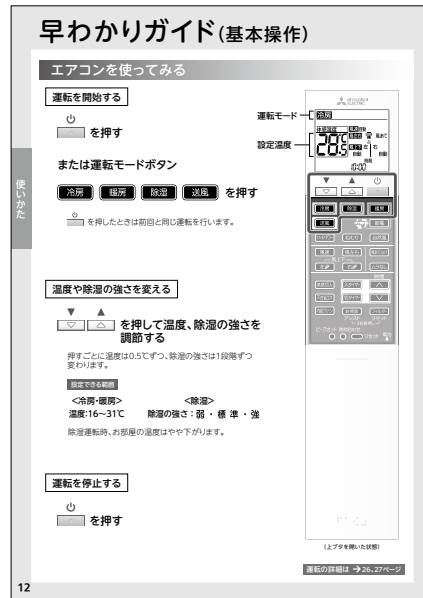 早わかりガイド(基本操作)
エアコンを使ってみる
運転を開始する
を押す
または運転モードボタン
冷房 暖房 除湿 送風 を押す
を押したときは前回と同じ運転を行います。
温度や除湿の強さを変える
▼ ▲
を押して温度、除湿の強さを
調節する
押すごとに温度は0.5℃ずつ、除湿の強さは1段階ずつ
変わります。
設定できる範囲
<冷房・暖房> <除湿>
温度:16〜31℃ 除湿の強さ:弱 ・ 標 準 ・ 強
除湿運転時、お部屋の温度はやや下がります。
運転を停止する
を押す
使いかた
運転モード
設定温度
冷房
▼ ▲
冷房 除湿 暖房
送風
(上ブタを開いた状態)
運転の詳細は →26、27ページ
12